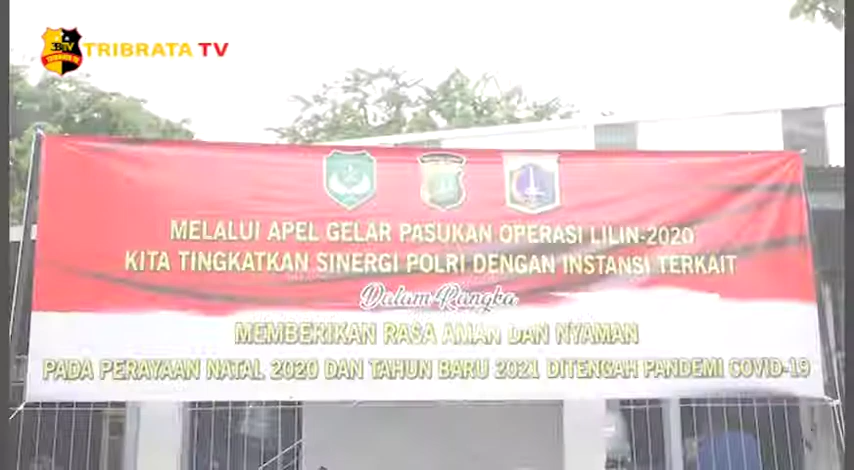 TRIBRATA TV
MELALUI APEL GELAR PASUKAN OPERASI LILIN-2020
KITA TINGKATKAN SINERGI POLRI DENGAN INSTANSI TERKAIT
Dalam Rangka
MEMBERIKAN RASA AMAN DAN NYAMAN
PADA PERAYAAN NATAL 2020 DAN TAHUN BARU 2021 DITENGAH PANDEMI COVID-19